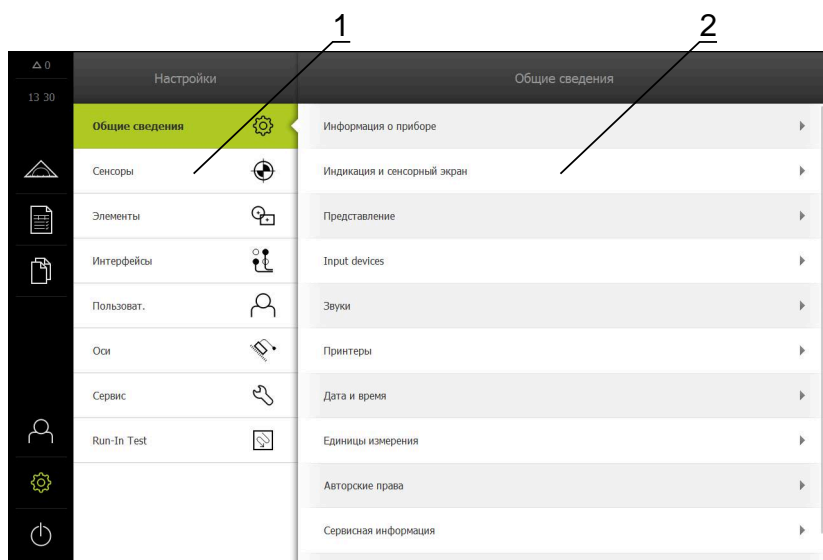 1
2
0
13 30
Настройки
Общие сведения
Общие сведения
Сенсоры
Элементы
Интерфейсы
Пользоват.
Оси
Сервис
Run-In Test
Информация о приборе
Индикация и сенсорный экран
Представление
Input devices
Звуки
Принтеры
Дата и время
Единицы измерения
Авторские права
Сервисная информация